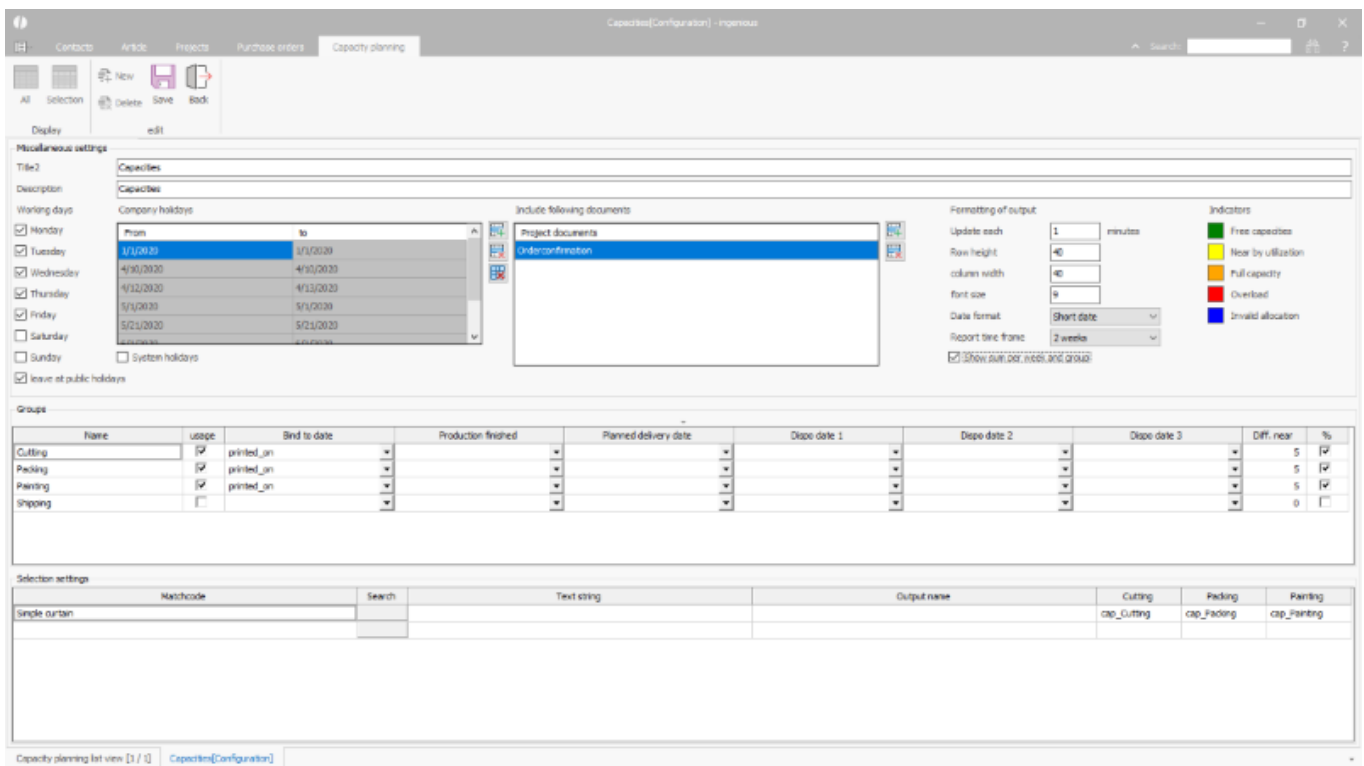 Capacities[Configuration] - ingenious
Contacts Article Projects Purchase orders Capacity planning Search: ?
All Selection New Delete Save Back
Display edit
Miscellaneous settings
Title2 Capacities
Description Capacities
Working days Company holidays Include following documents Formatting of output Indicators
Monday From to Project documents Update each 1 minutes Free capacities
Tuesday 1/1/2020 1/1/2020 Orderconfirmation Row height 40 Near by utilization
Wednesday 4/10/2020 4/10/2020 column width 40 Full capacity
Thursday 4/12/2020 4/13/2020 font size 9 Overload
Friday 5/1/2020 5/1/2020 Date format Short date Invalid allocation
Saturday 5/21/2020 5/21/2020 Report time frame 2 weeks
Sunday System holidays Show sum per week and group
leave at public holidays
Groups
Name usage Bind to date Production finished Planned delivery date Dispo date 1 Dispo date 2 Dispo date 3 Diff. near %
Cutting printed_on 5
Packing printed_on 5
Painting printed_on 5
Shipping 0
Selection settings
Matchcode Search Text string Output name Cutting Packing Painting
Simple curtain cap_Cutting cap_Packing cap_Painting
Capacity planning list view [1 / 1] Capacities[Configuration]